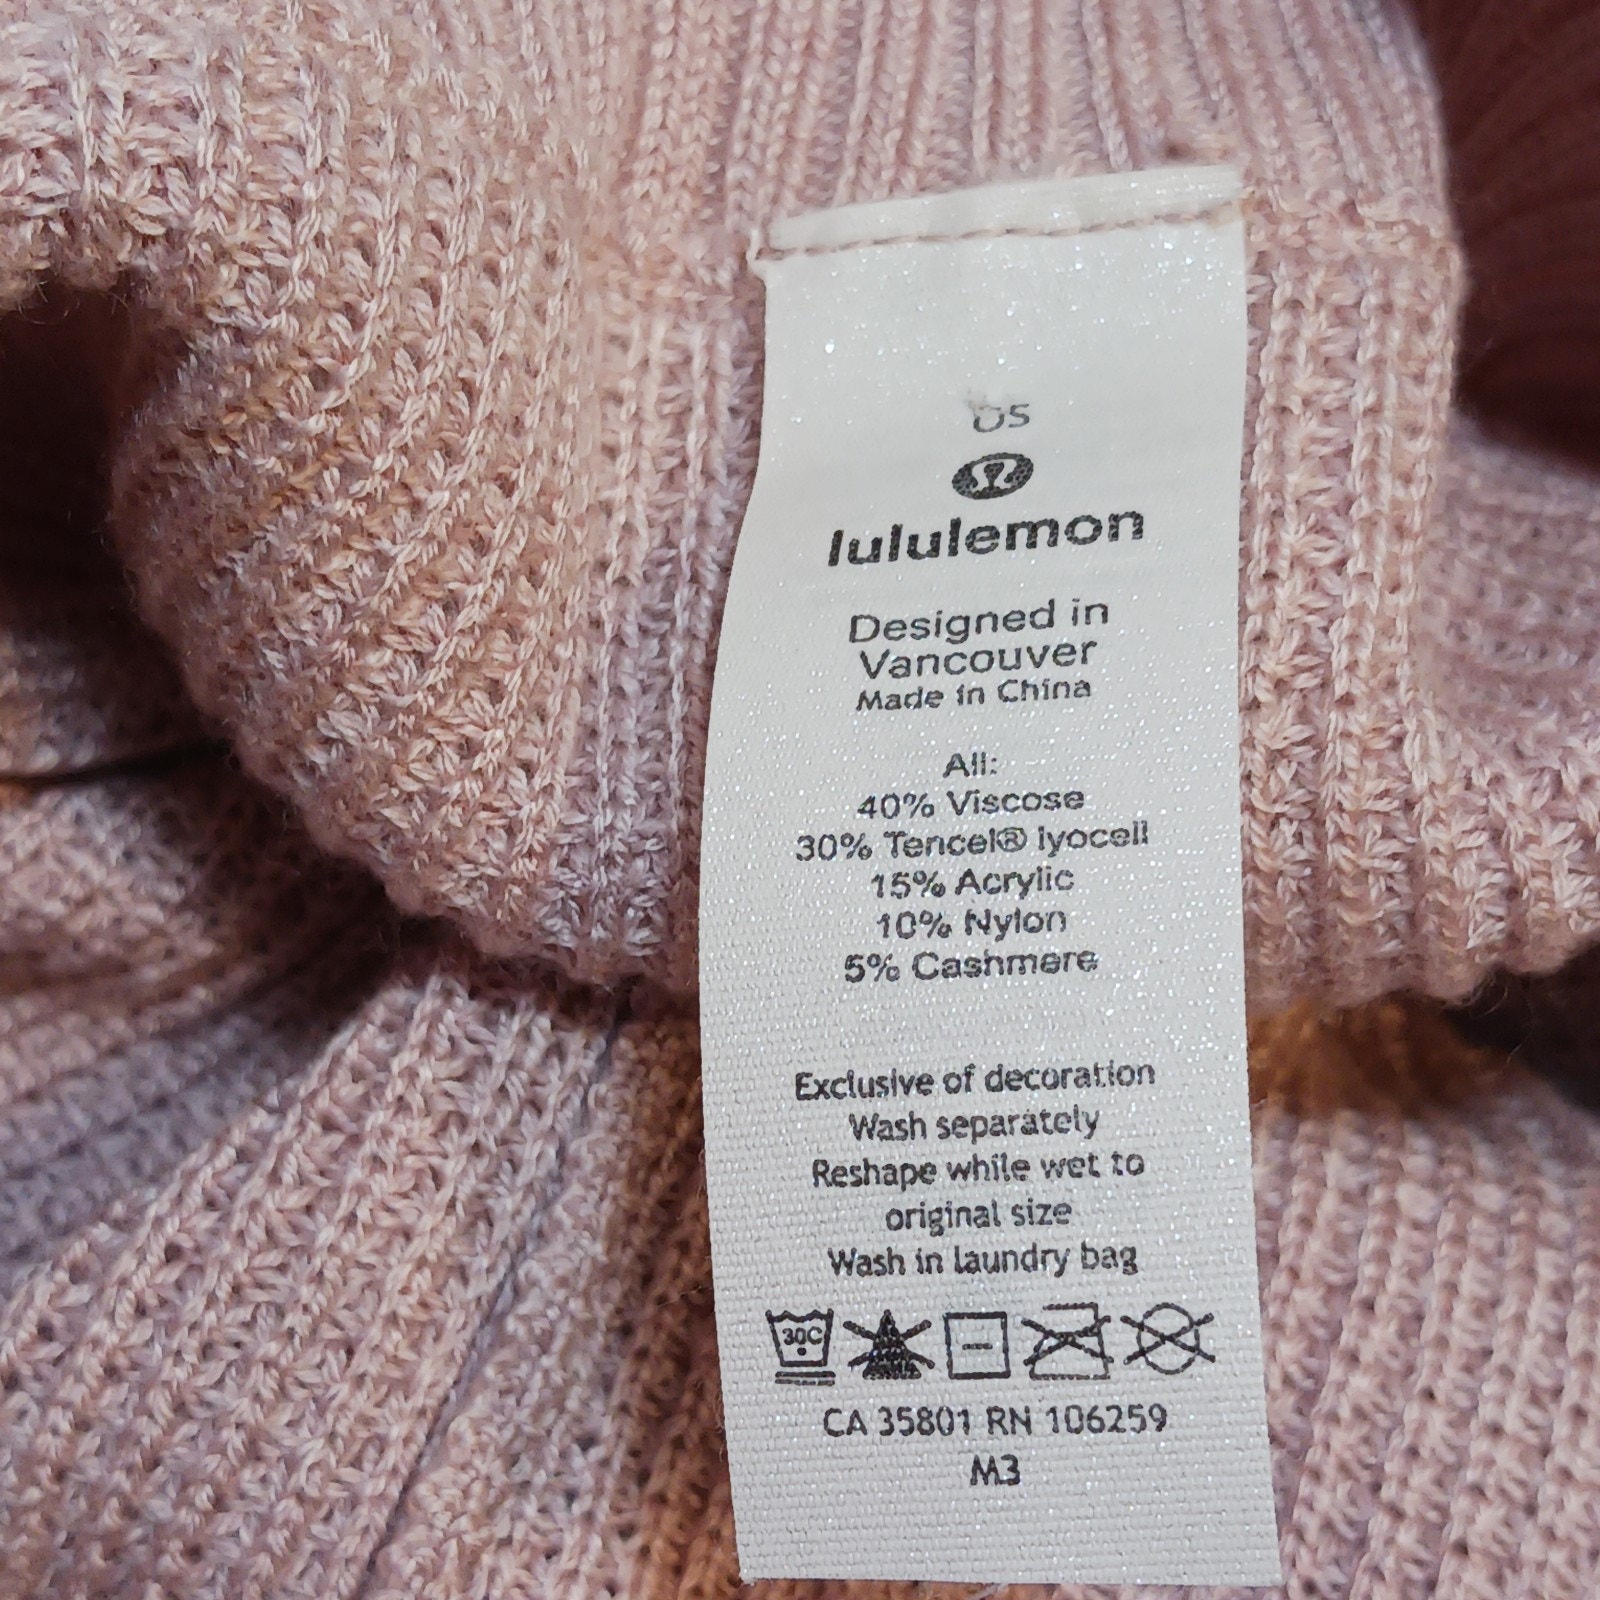 OS
lululemon
Designed in
Vancouver
Made in China
All:
40% Viscose
30% Tencel® lyocell
15% Acrylic
10% Nylon
5% Cashmere
Exclusive of decoration
Wash separately
Reshape while wet to
original size
Wash in laundry bag
30C
CA 35801 RN 106259
M3